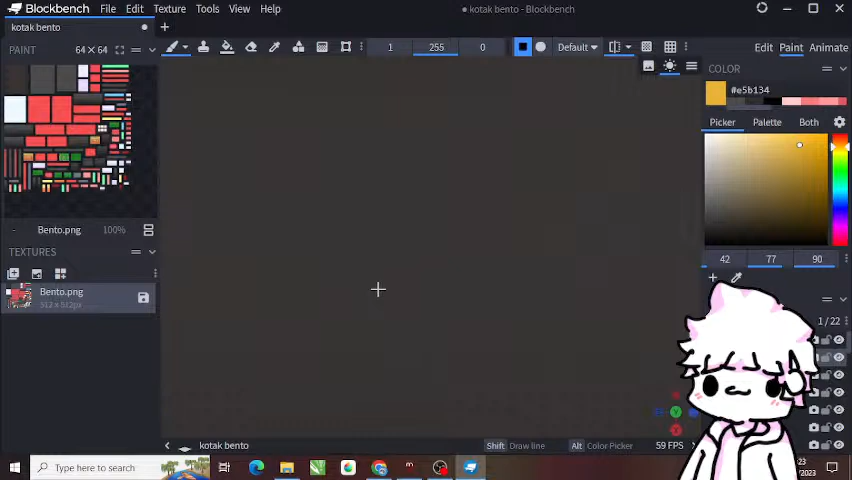 Blockbench File Edit Texture Tools View Help
kotak bento - Blockbench
kotak bento
PAINT 64×64
1 255 0 Default
Edit Paint Animate
COLOR
#e5b134
Picker Palette Both
Bento.png 100%
TEXTURES
42 77 90
Bento.png
512 x 512px
1/22
kotak bento
Shift Draw line Alt Color Picker 59 FPS
Type here to search